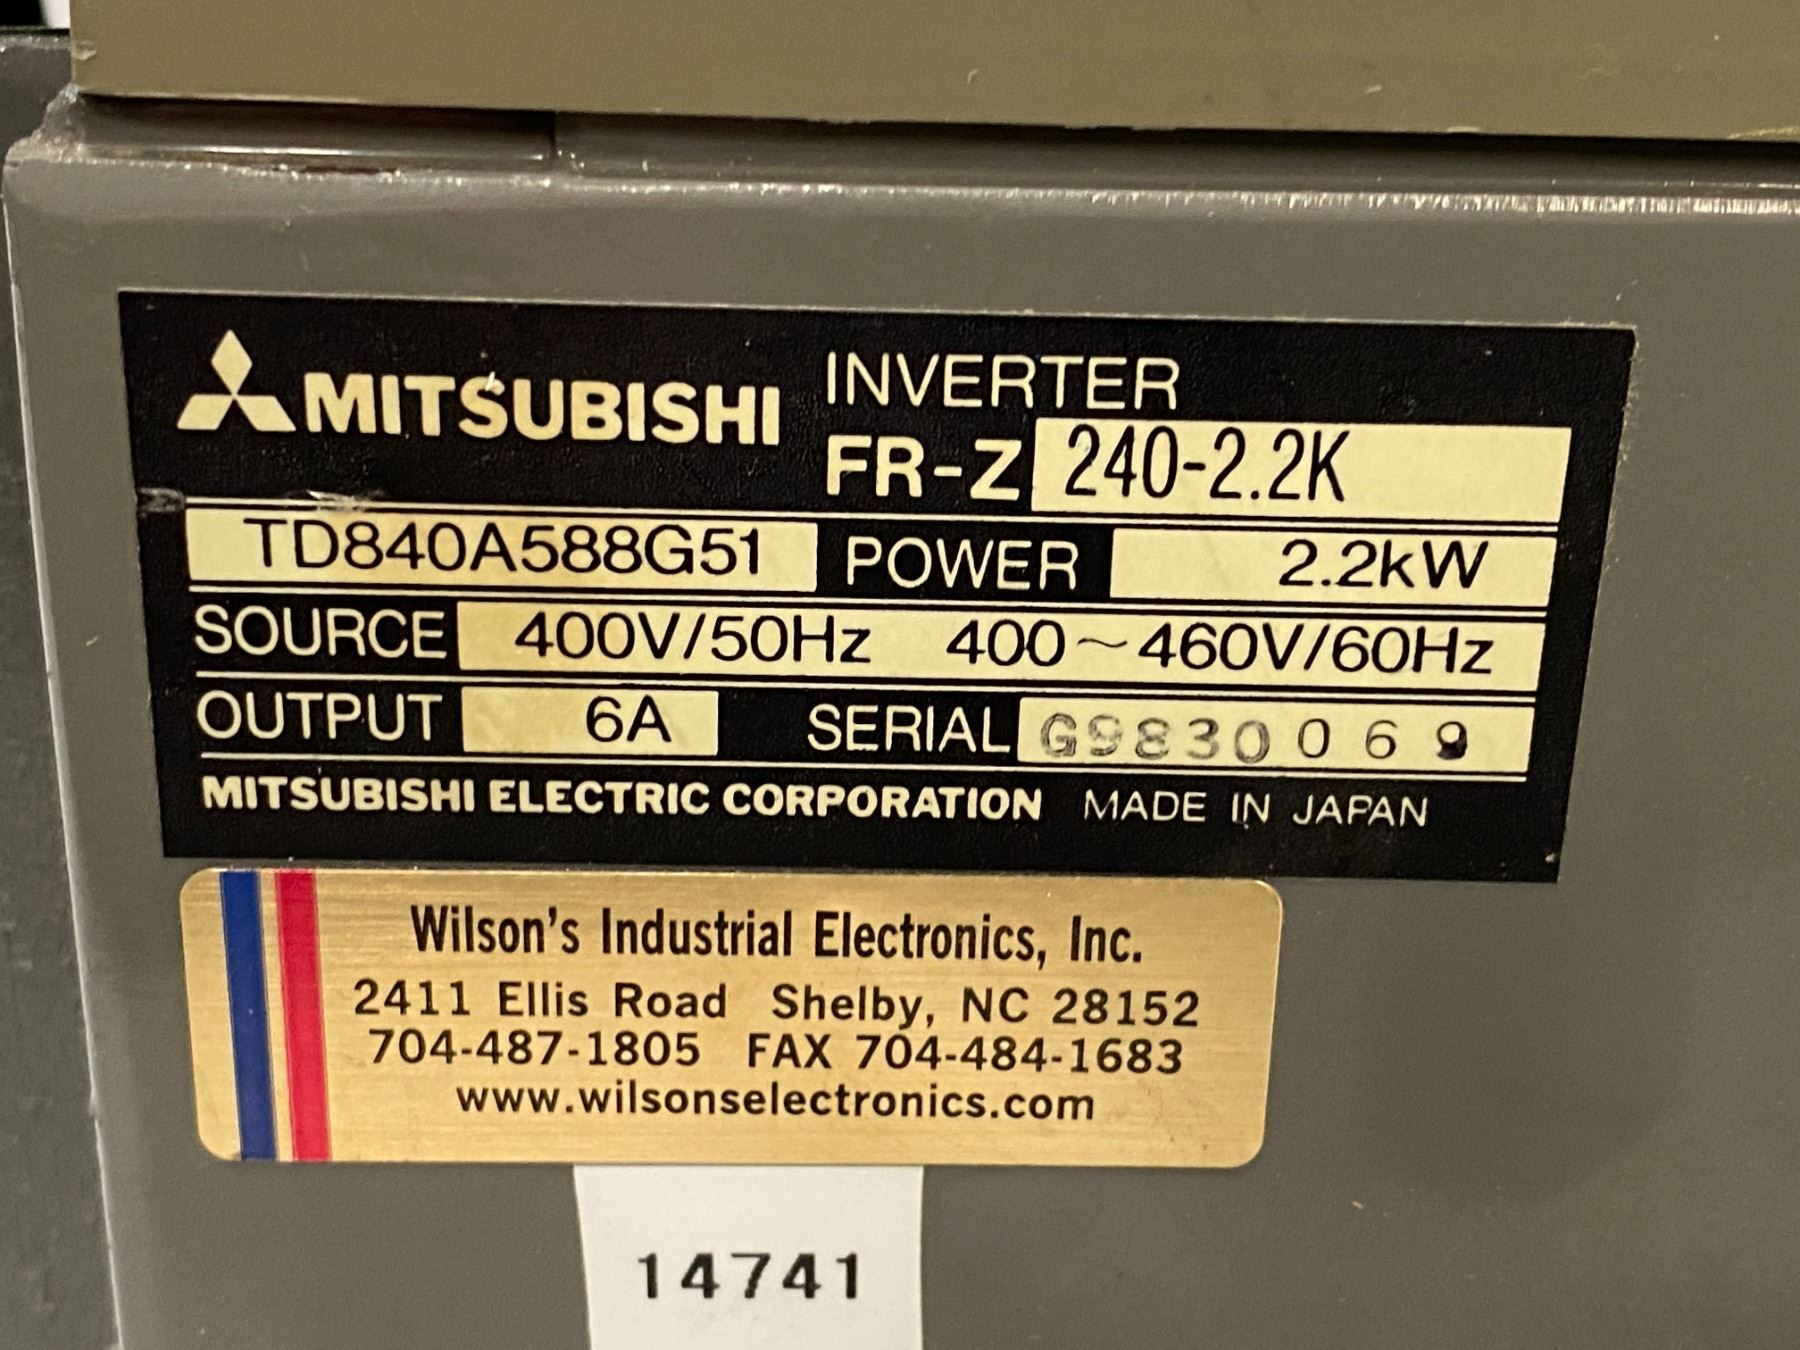 MITSUBISHI INVERTER
FR-Z 240-2.2K
TD840A588G51 POWER 2.2kW
SOURCE 400V/50Hz 400~460V/60Hz
OUTPUT 6A SERIAL G9830069
MITSUBISHI ELECTRIC CORPORATION MADE IN JAPAN
Wilson's Industrial Electronics, Inc.
2411 Ellis Road Shelby, NC 28152
704-487-1805 FAX 704-484-1683
www.wilsonselectronics.com
14741